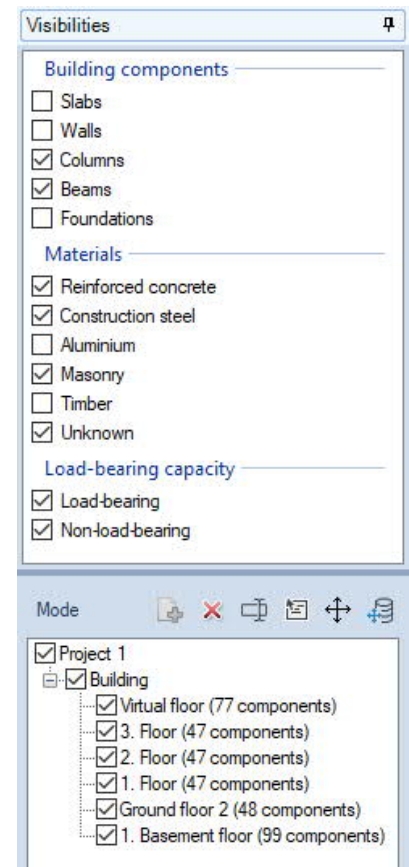 Visibilities
Building components
Slabs
Walls
Columns
Beams
Foundations
Materials
Reinforced concrete
Construction steel
Aluminium
Masonry
Timber
Unknown
Load-bearing capacity
Load-bearing
Non-load-bearing
Mode
Project 1
Building
Virtual floor (77 components)
3. Floor (47 components)
2. Floor (47 components)
1. Floor (47 components)
Ground floor 2 (48 components)
1. Basement floor (99 components)